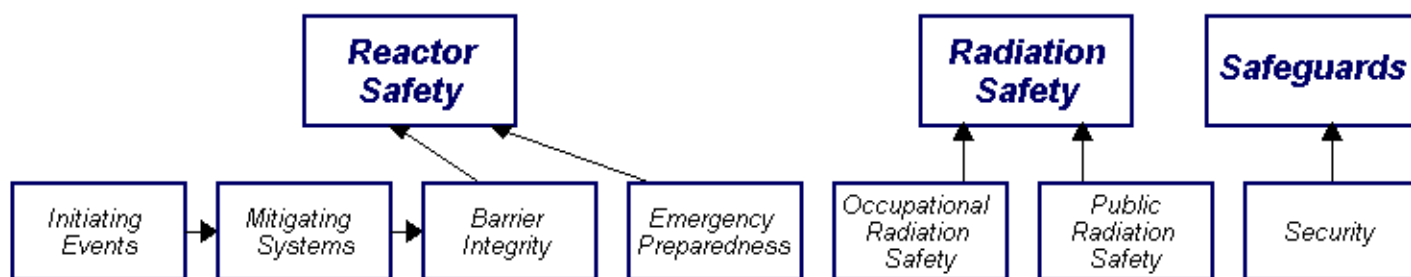 Reactor
Safety
Radiation
Safety
Safeguards
Initiating
Events
Mitigating
Systems
Barrier
Integrity
Emergency
Preparedness
Occupational
Radiation
Safety
Public
Radiation
Safety
Security